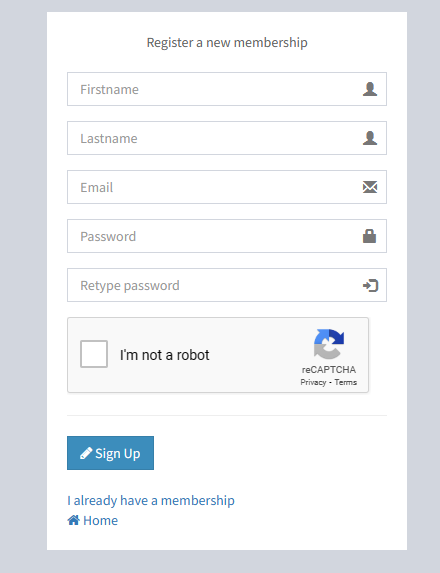 Register a new membership
Firstname
Lastname
Email
Password
Retype password
I'm not a robot
reCAPTCHA
Privacy - Terms
Sign Up
I already have a membership
Home